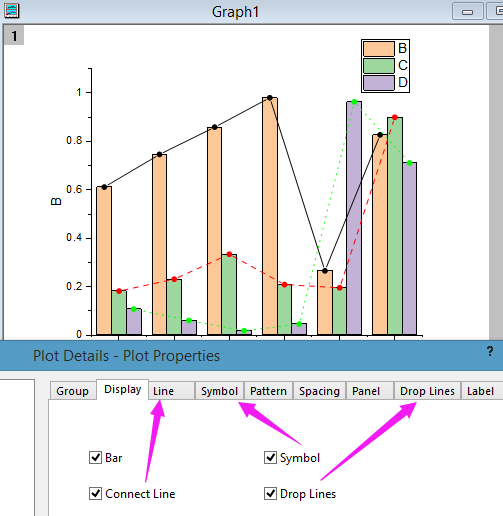 Graph1
1
B
C
D
1
0.8
0.6
0.4
0.2
0
B
Plot Details - Plot Properties
?
Group Display Line Symbol Pattern Spacing Panel Drop Lines Label
Bar Symbol
Connect Line Drop Lines